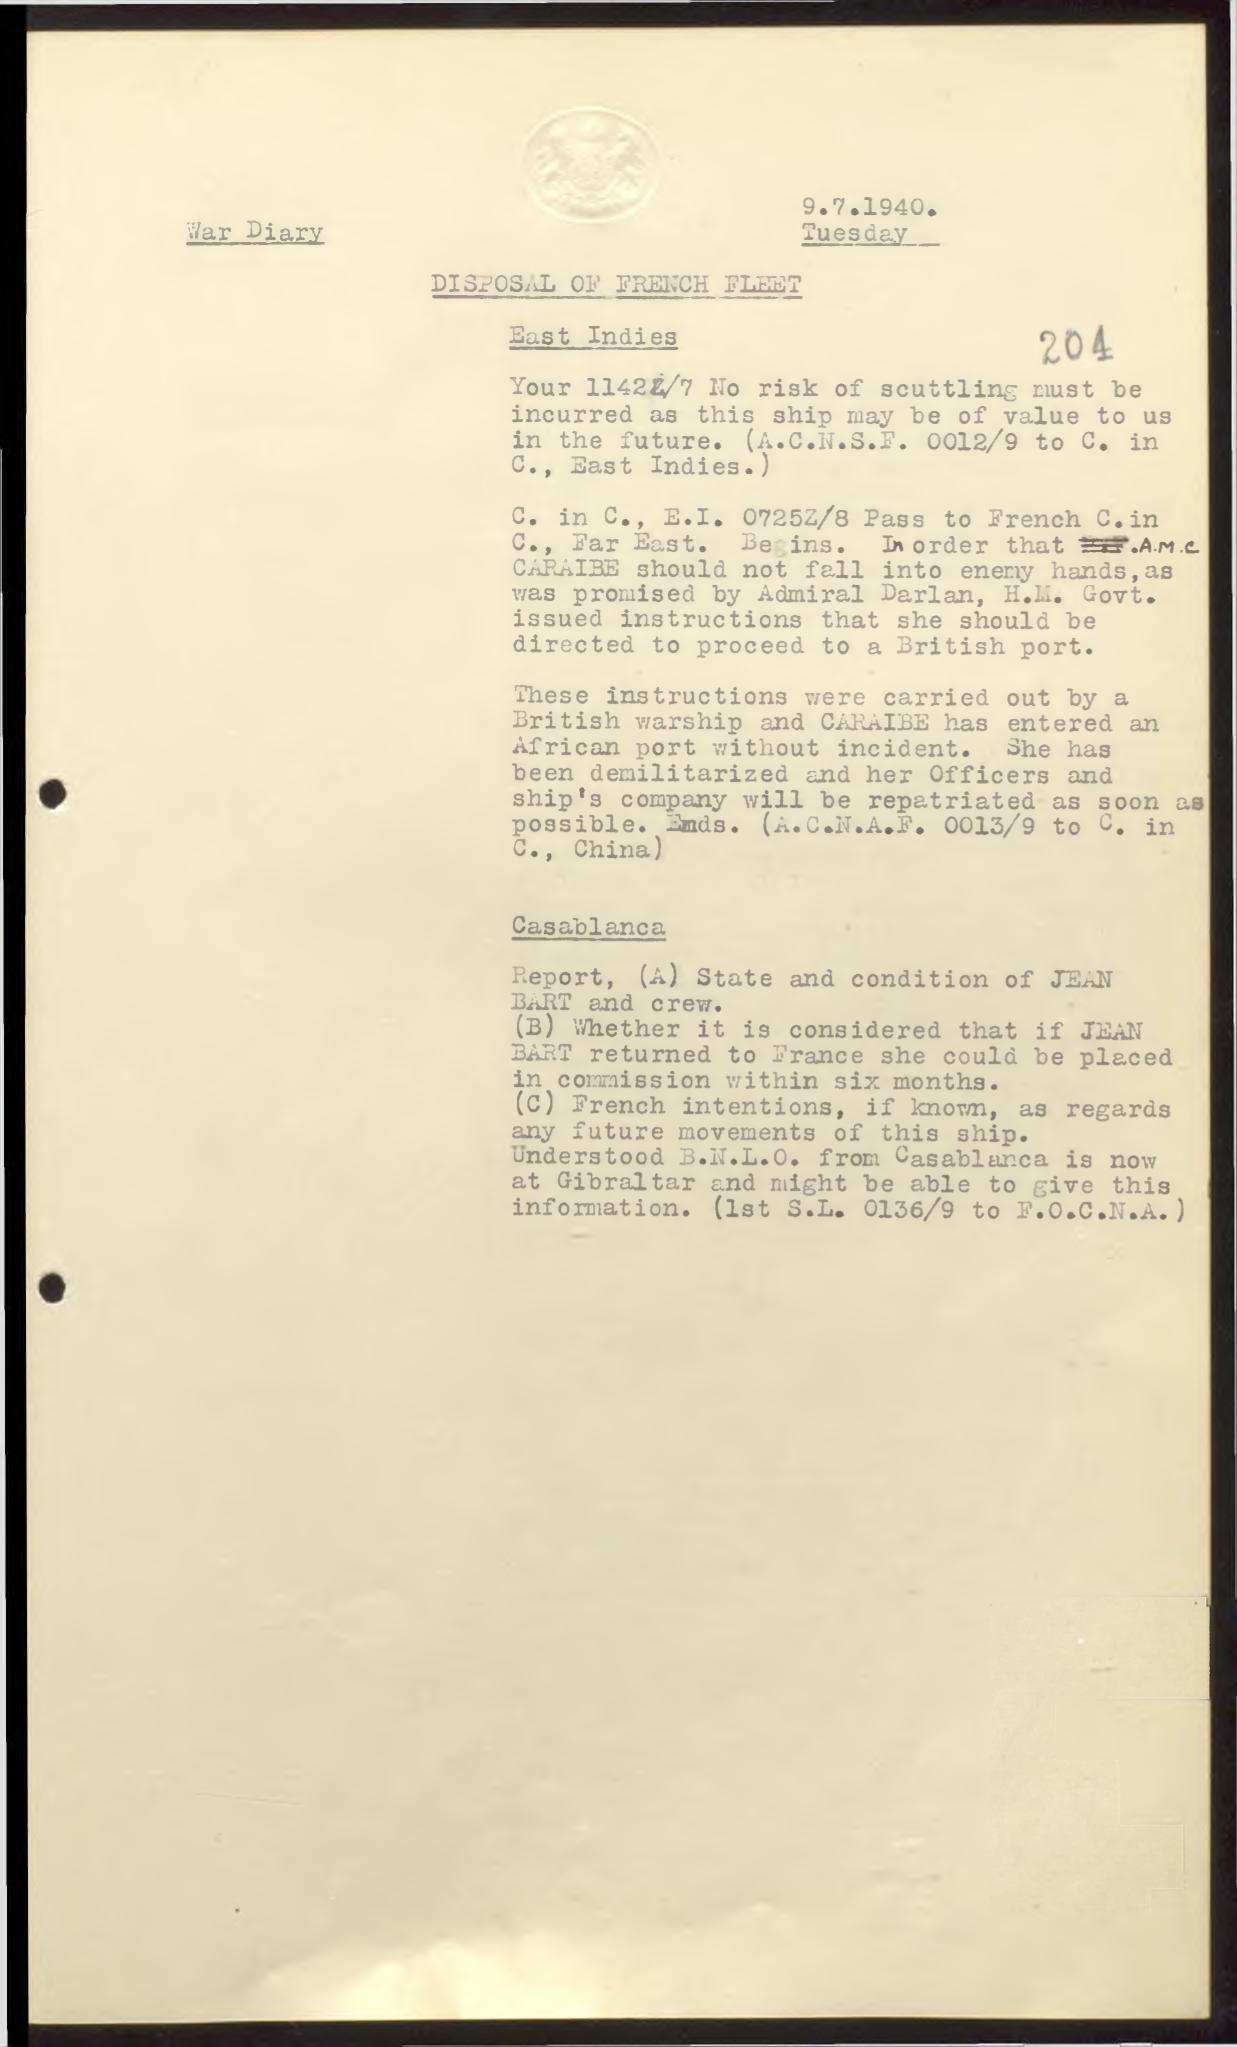 9.7.1940.
War Diary Tuesday
DISPOSAL OF FRENCH FLEET
East Indies
204
Your 1142Z/7 No risk of scuttling must be
incurred as this ship may be of value to us
in the future. (A.C.N.S.F. 0012/9 to C. in
C., East Indies.)
C. in C., E.I. 0725Z/8 Pass to French C.in
C., Far East. Begins. In order that .A.M.C
CARAIBE should not fall into enemy hands,as
was promised by Admiral Darlan, H.M. Govt.
issued instructions that she should be
directed to proceed to a British port.
These instructions were carried out by a
British warship and CARAIBE has entered an
African port without incident. She has
been demilitarized and her Officers and
ship's company will be repatriated as soon as
possible. Ends. (A.C.N.A.F. 0013/9 to C. in
C., China)
Casablanca
Report, (A) State and condition of JEAN
BART and crew.
(B) Whether it is considered that if JEAN
BART returned to France she could be placed
in commission within six months.
(C) French intentions, if known, as regards
any future movements of this ship.
Understood B.N.L.O. from Casablanca is now
at Gibraltar and might be able to give this
information. (1st S.L. 0136/9 to F.O.C.N.A.)